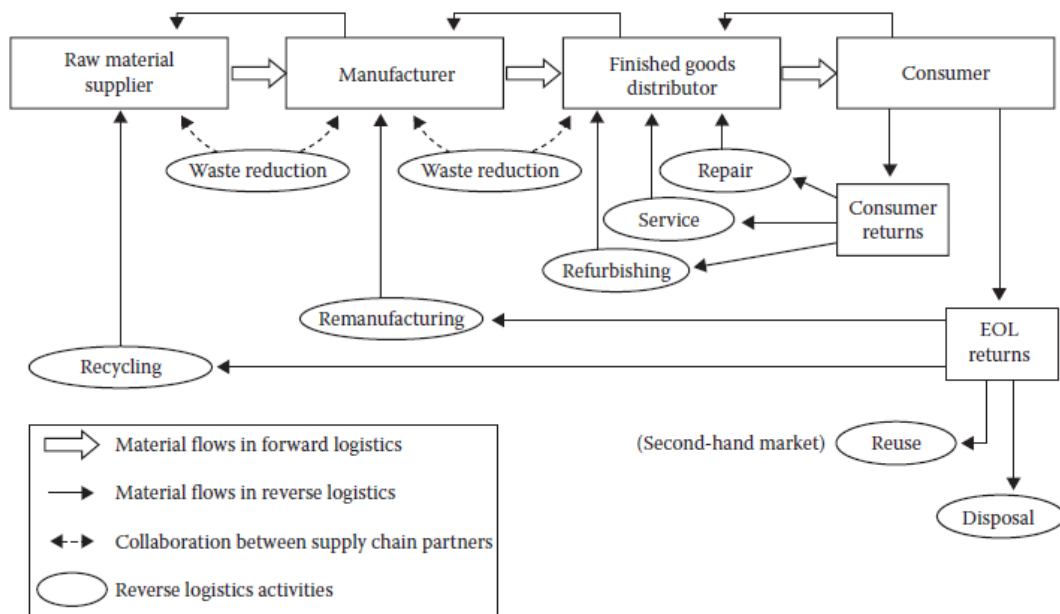 Raw material
supplier
Manufacturer
Finished goods
distributor
Consumer
Waste reduction
Waste reduction
Repair
Service
Consumer
returns
Refurbishing
Remanufacturing
EOL
returns
Recycling
Material flows in forward logistics
(Second-hand market)
Reuse
Material flows in reverse logistics
Disposal
Collaboration between supply chain partners
Reverse logistics activities